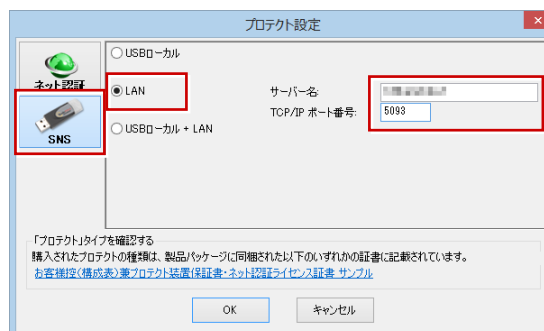 プロテクト設定
ネット認証
SNS
USBローカル
LAN
USBローカル + LAN
サーバー名:
TCP/IP ポート番号:
5093
「プロテクト」タイプを確認する
購入されたプロテクトの種類は、製品パッケージに同梱された以下のいずれかの証書に記載されています。
お客様控(構成表)兼プロテクト装置保証書・ネット認証ライセンス証書 サンプル
OK
キャンセル